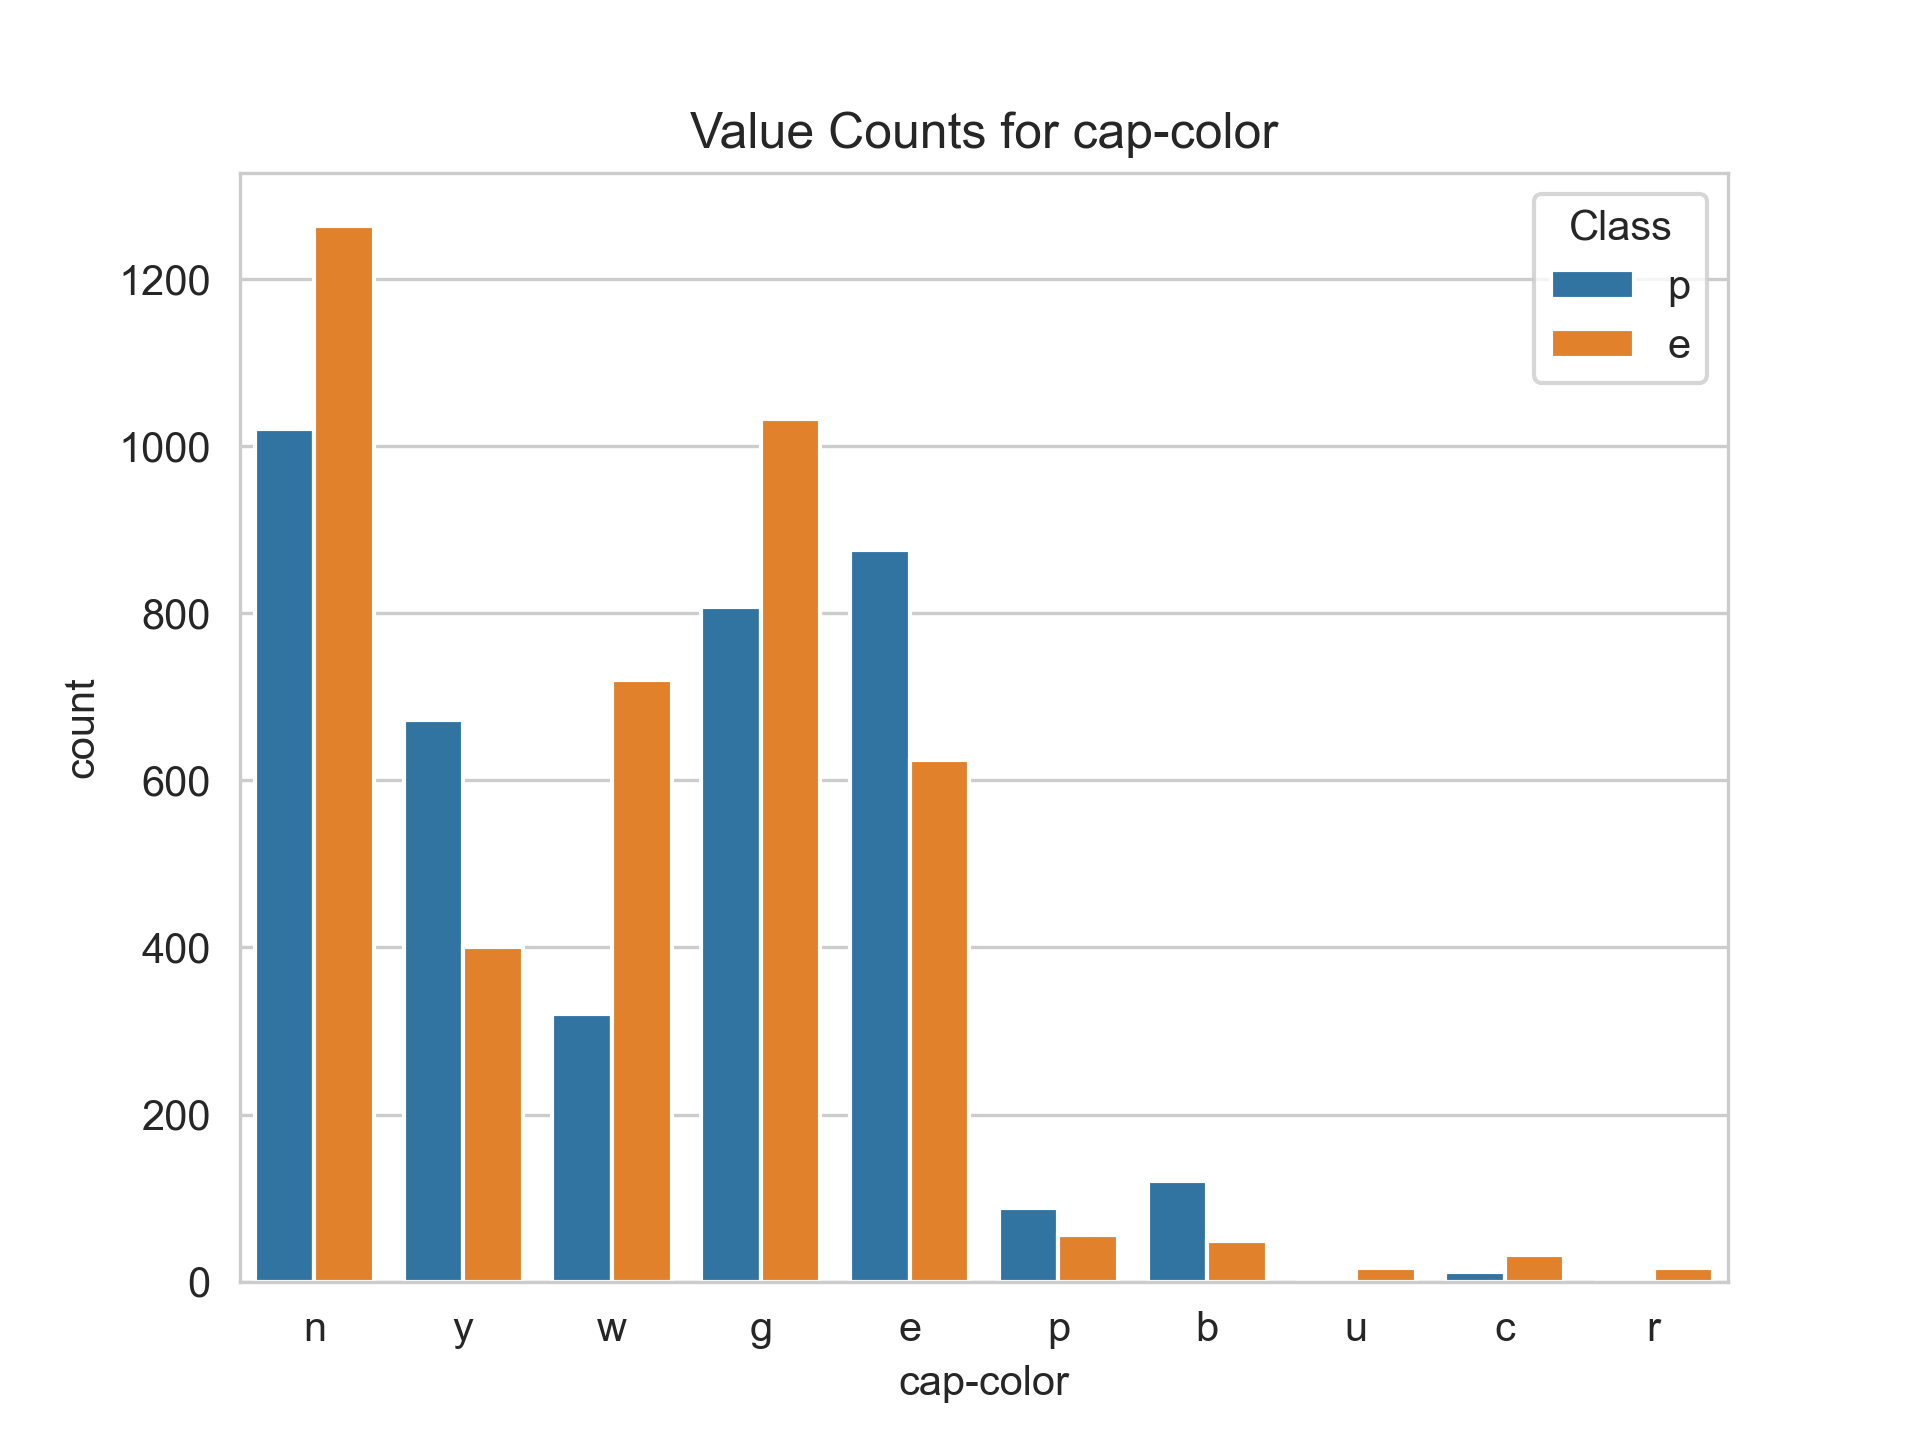 Value Counts for cap-color
Class
p
e
1200
1000
800
600
400
200
0
count
n y w g e p b u c r
cap-color